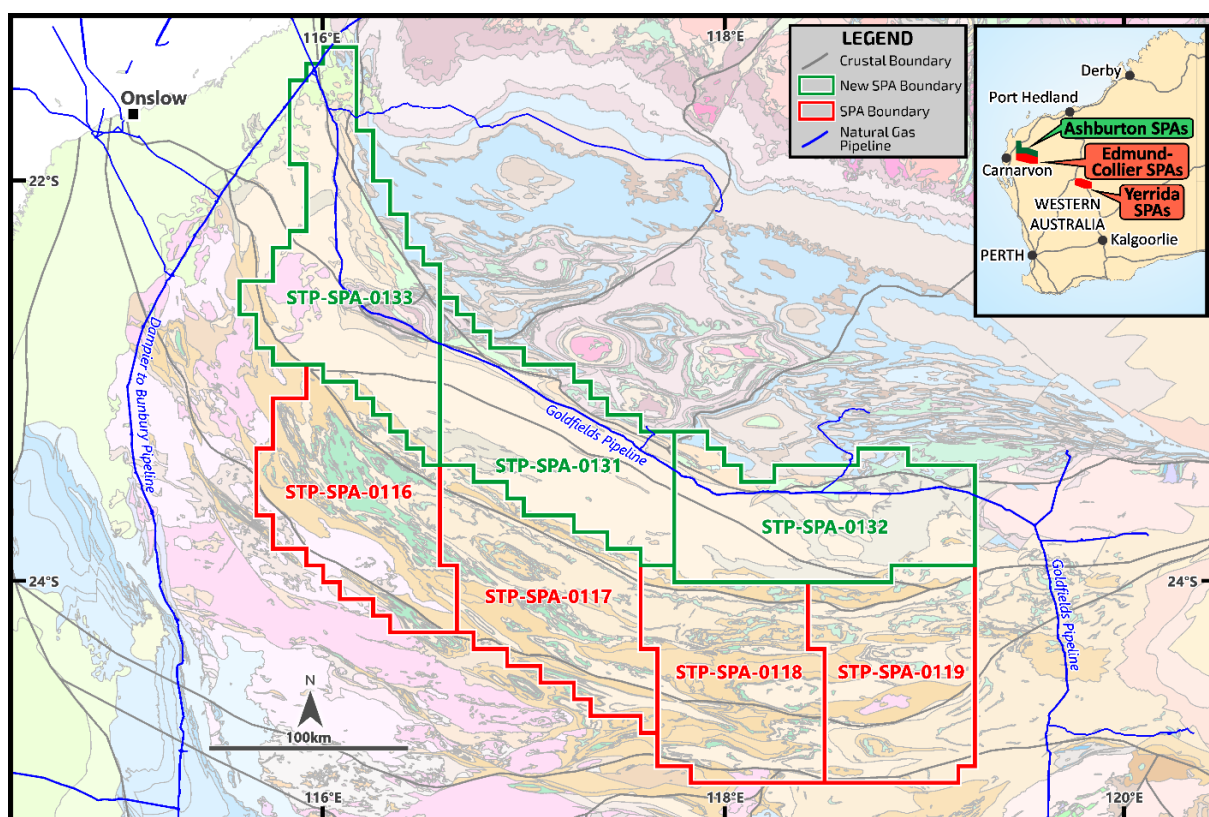 116°E
118°E
LEGEND
Crustal Boundary
New SPA Boundary
SPA Boundary
Natural Gas
Pipeline
Derby
Port Hedland
Ashburton SPAs
Edmund-
Collier SPAs
Carnarvon
Yerrida
SPAs
WESTERN
AUSTRALIA
Kalgoorlie
PERTH
Onslow
22°S
STP-SPA-0133
Dampier to Bunbury Pipeline
Goldfields Pipeline
STP-SPA-0131
STP-SPA-0116
STP-SPA-0132
24°S
24°S
STP-SPA-0117
Goldfields Pipeline
STP-SPA-0118
STP-SPA-0119
N
100km
116°E
118°E
120°E